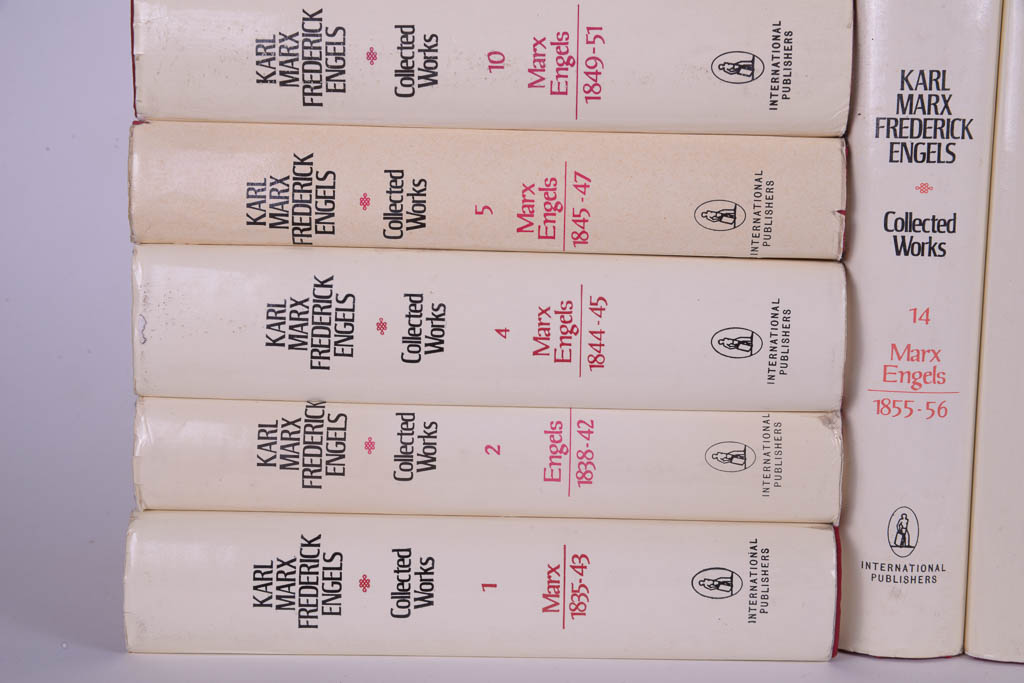 KARL
MARX
FREDERICK
ENGELS
Collected
Works
10
Marx
Engels
1849-51
INTERNATIONAL
PUBLISHERS
KARL
MARX
FREDERICK
ENGELS
Collected
Works
5
Marx
Engels
1845-47
INTERNATIONAL
PUBLISHERS
KARL
MARX
FREDERICK
ENGELS
Collected
Works
4
Marx
Engels
1844-45
INTERNATIONAL
PUBLISHERS
KARL
MARX
FREDERICK
ENGELS
Collected
Works
2
Engels
1838-42
INTERNATIONAL
PUBLISHERS
KARL
MARX
FREDERICK
ENGELS
Collected
Works
1
Marx
1835-43
INTERNATIONAL
PUBLISHERS
KARL
MARX
FREDERICK
ENGELS
Collected
Works
14
Marx
Engels
1855-56
INTERNATIONAL
PUBLISHERS